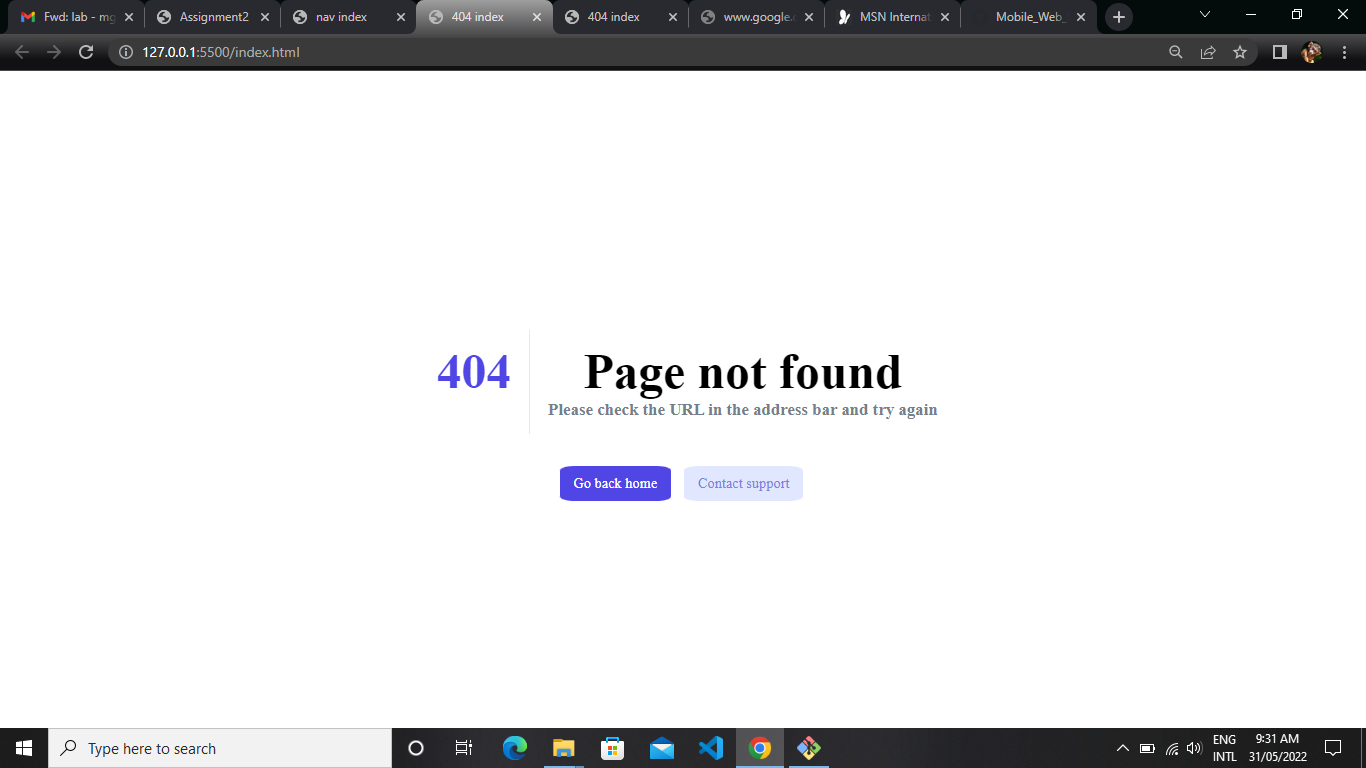 Fwd: lab - mg
Assignment2
nav index
404 index
404 index
www.google.c
MSN Internat
Mobile_Web_
127.0.0.1:5500/index.html
404
Page not found
Please check the URL in the address bar and try again
Go back home
Contact support
Type here to search
ENG
INTL
9:31 AM
31/05/2022